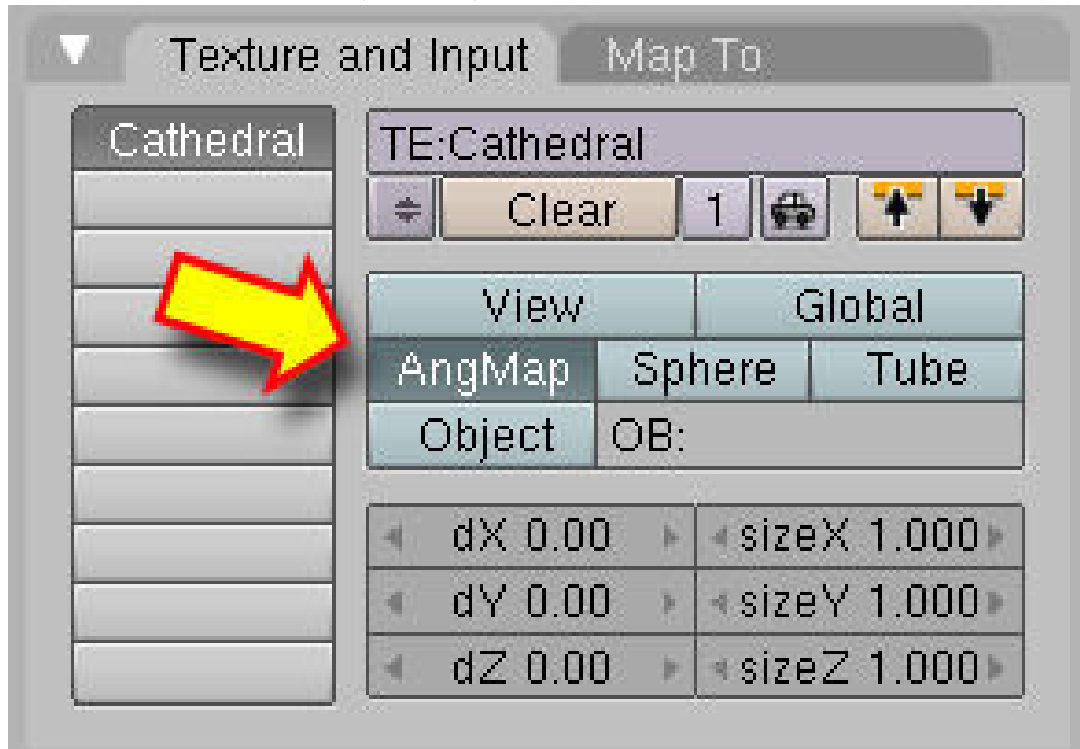 Texture and Input Map To
Cathedral TE:Cathedral
Clear 1
View Global
AngMap Sphere Tube
Object OB:
dX 0.00 sizeX 1.000
dY 0.00 sizeY 1.000
dZ 0.00 sizeZ 1.000